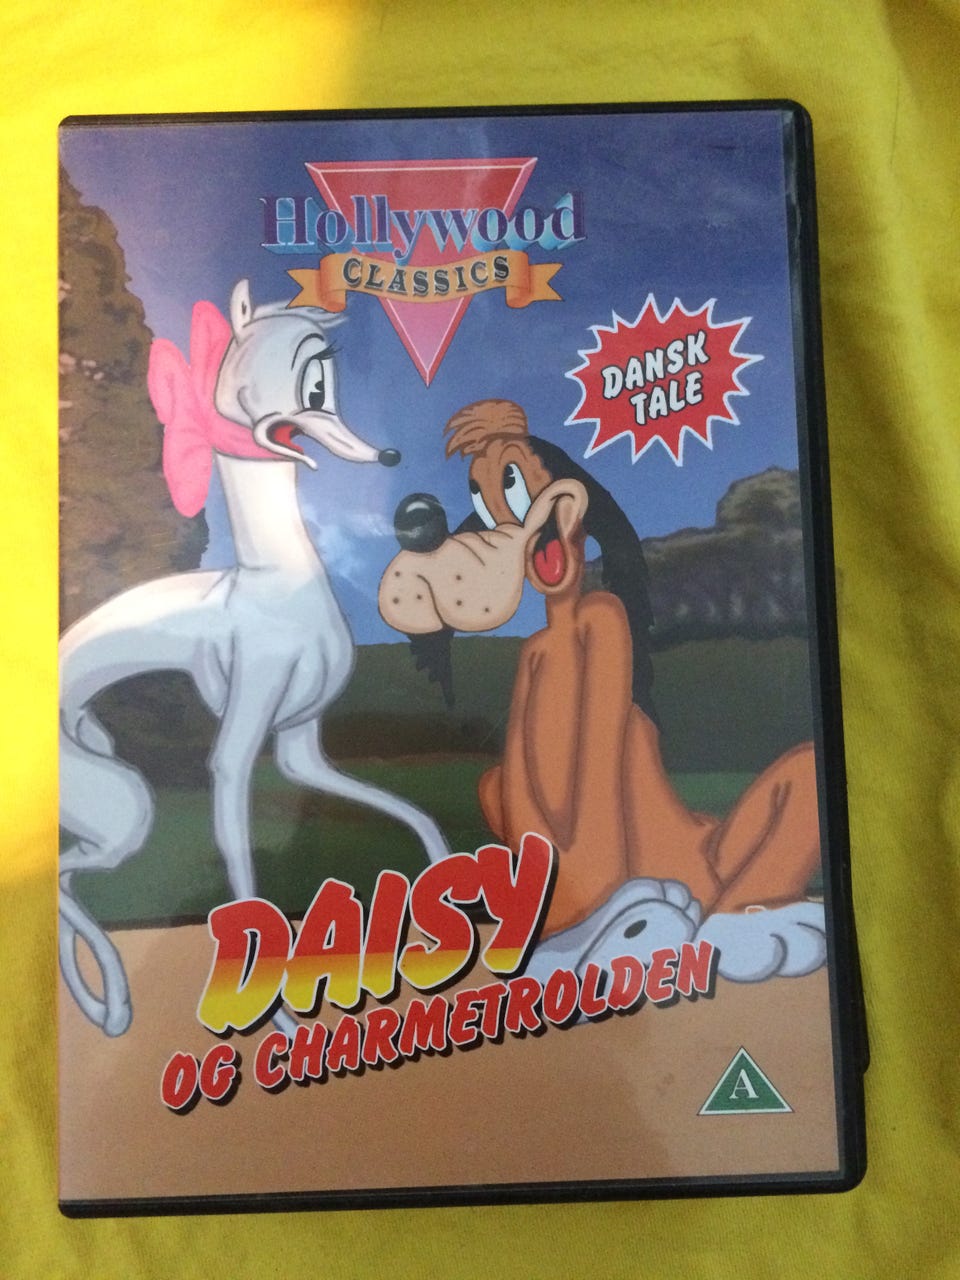 Hollywood
CLASSICS
DANSK
TALE
DAISY
OG CHARMETROLDEN
A